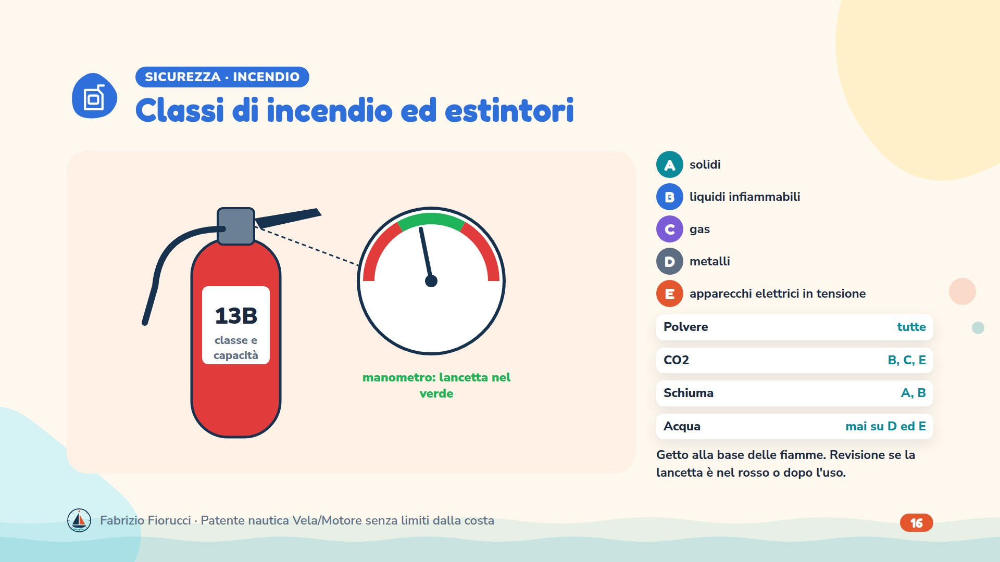 SICUREZZA · INCENDIO
Classi di incendio ed estintori
13B
classe e
capacità
manometro: lancetta nel
verde
A solidi
B liquidi infiammabili
C gas
D metalli
E apparecchi elettrici in tensione
Polvere tutte
CO2 B, C, E
Schiuma A, B
Acqua mai su D ed E
Getto alla base delle fiamme. Revisione se la
lancetta è nel rosso o dopo l'uso.
Fabrizio Fiorucci · Patente nautica Vela/Motore senza limiti dalla costa
16